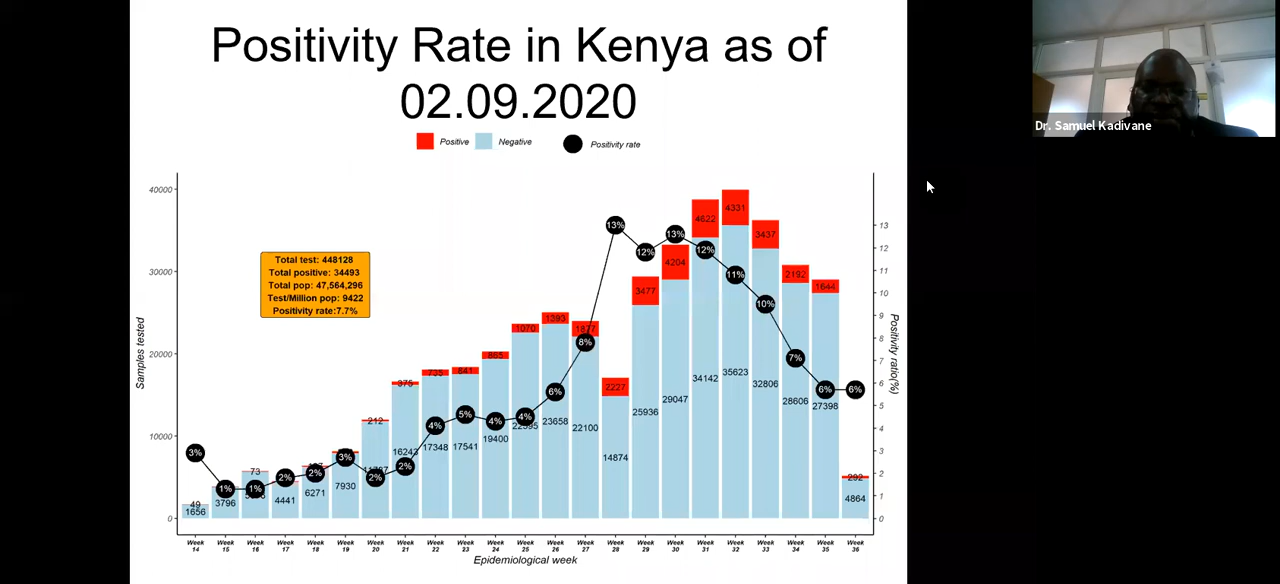 Positivity Rate in Kenya as of
02.09.2020
Positive Negative Positivity rate
Dr. Samuel Kadivane
Total test: 448128
Total positive: 34493
Total pop: 47,564,296
Test/Million pop: 9422
Positivity rate:7.7%
Samples tested
40000
30000
20000
10000
0
Positivity ratio(%)
13
12
11
10
9
8
7
6
5
4
3
2
1
0
49 73 212 375 735 841 865 1070 1393 1877 2227 3477 4204 4622 4331 3437 2192 1644 292
3% 1% 1% 2% 2% 3% 2% 2% 4% 5% 4% 4% 6% 8% 13% 12% 13% 12% 11% 10% 7% 6% 6%
1656 3796 4441 6271 7930 16243 17348 17541 19400 23658 22100 14874 25936 29047 34142 35623 32806 28606 27398 4864
Week Week Week Week Week Week Week Week Week Week Week Week Week Week Week Week Week Week Week Week Week Week Week
14 15 16 17 18 19 20 21 22 23 24 25 26 27 28 29 30 31 32 33 34 35 36
Epidemiological week